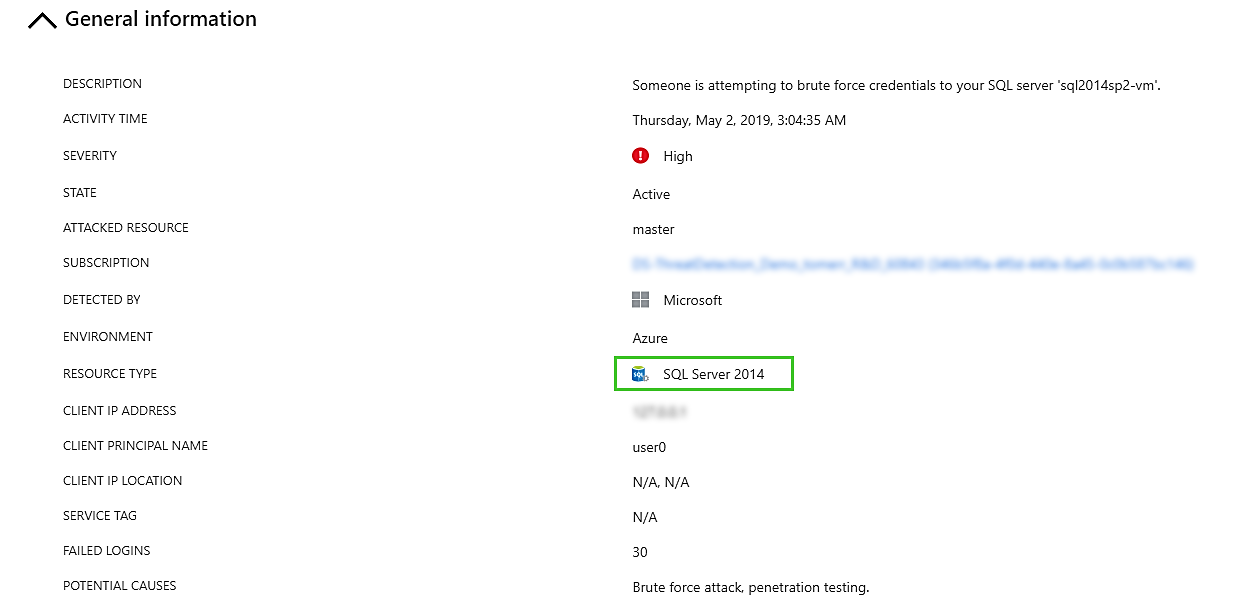 General information
DESCRIPTION Someone is attempting to brute force credentials to your SQL server 'sql2014sp2-vm'.
ACTIVITY TIME Thursday, May 2, 2019, 3:04:35 AM
SEVERITY ! High
STATE Active
ATTACKED RESOURCE master
SUBSCRIPTION
DETECTED BY Microsoft
ENVIRONMENT Azure
RESOURCE TYPE SQL SQL Server 2014
CLIENT IP ADDRESS
CLIENT PRINCIPAL NAME user0
CLIENT IP LOCATION N/A, N/A
SERVICE TAG N/A
FAILED LOGINS 30
POTENTIAL CAUSES Brute force attack, penetration testing.